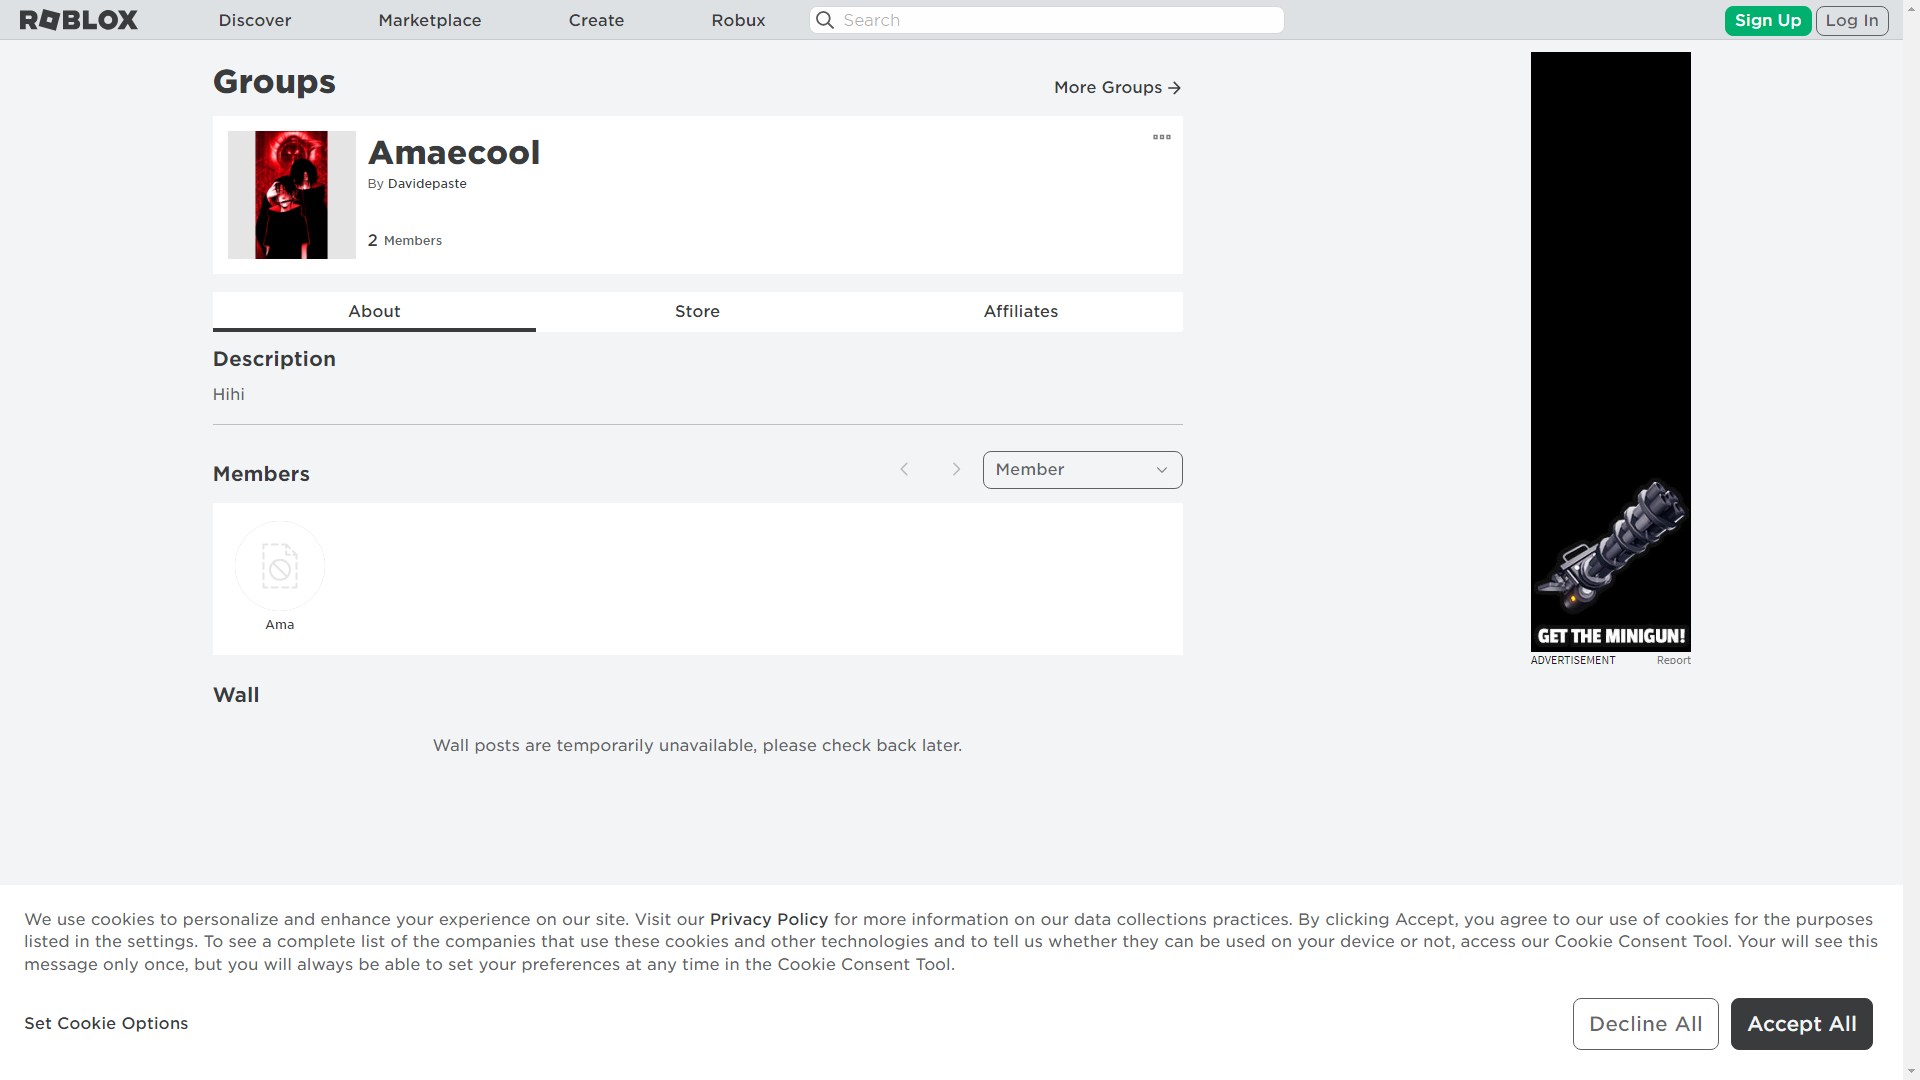 ROBLOX
Discover
Marketplace
Create
Robux
Search
Sign Up
Log In
Groups
More Groups
Amaecool
By Davidepaste
2 Members
About
Store
Affiliates
Description
Hihi
Members
Member
Ama
Wall
Wall posts are temporarily unavailable, please check back later.
GET THE MINIGUN!
ADVERTISEMENT
Report
We use cookies to personalize and enhance your experience on our site. Visit our Privacy Policy for more information on our data collections practices. By clicking Accept, you agree to our use of cookies for the purposes
listed in the settings. To see a complete list of the companies that use these cookies and other technologies and to tell us whether they can be used on your device or not, access our Cookie Consent Tool. Your will see this
message only once, but you will always be able to set your preferences at any time in the Cookie Consent Tool.
Set Cookie Options
Decline All
Accept All